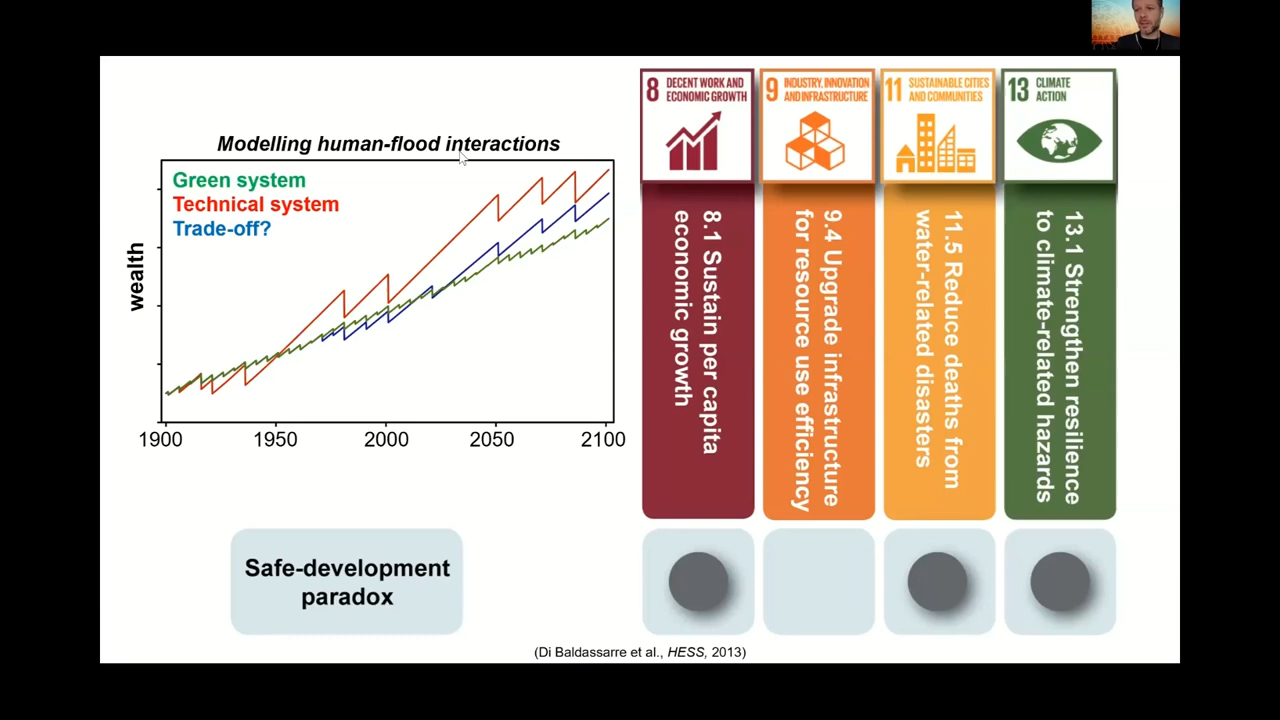 Modelling human-flood interactions
Green system
Technical system
Trade-off?
wealth
1900
1950
2000
2050
2100
8 DECENT WORK AND
ECONOMIC GROWTH
9 INDUSTRY, INNOVATION
AND INFRASTRUCTURE
11 SUSTAINABLE CITIES
AND COMMUNITIES
13 CLIMATE
ACTION
8.1 Sustain per capita
economic growth
9.4 Upgrade infrastructure
for resource use efficiency
11.5 Reduce deaths from
water-related disasters
13.1 Strengthen resilience
to climate-related hazards
Safe-development
paradox
(Di Baldassarre et al., HESS, 2013)